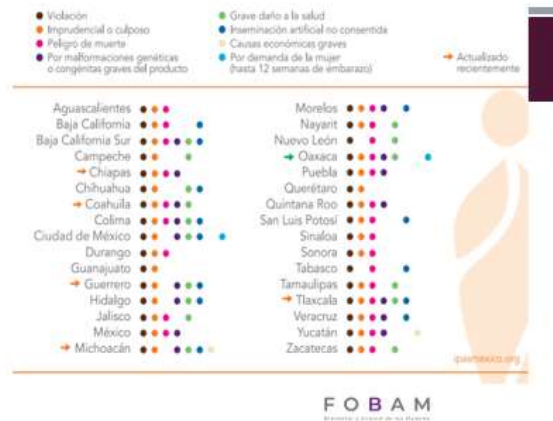 Violación
Imprudencial o culposo
Peligro de muerte
Por malformaciones genéticas
o congénitas graves del producto
Grave daño a la salud
Inseminación artificial no consentida
Causas económicas graves
Por demanda de la mujer
(hasta 12 semanas de embarazo)
Actualizado
recientemente
Aguascalientes
Baja California
Baja California Sur
Campeche
Chiapas
Chihuahua
Coahuila
Colima
Ciudad de México
Durango
Guanajuato
Guerrero
Hidalgo
Jalisco
México
Michoacán
Morelos
Nayarit
Nuevo León
Oaxaca
Puebla
Querétaro
Quintana Roo
San Luis Potosí
Sinaloa
Sonora
Tabasco
Tamaulipas
Tlaxcala
Veracruz
Yucatán
Zacatecas
ipasmexico.org
FOBAM